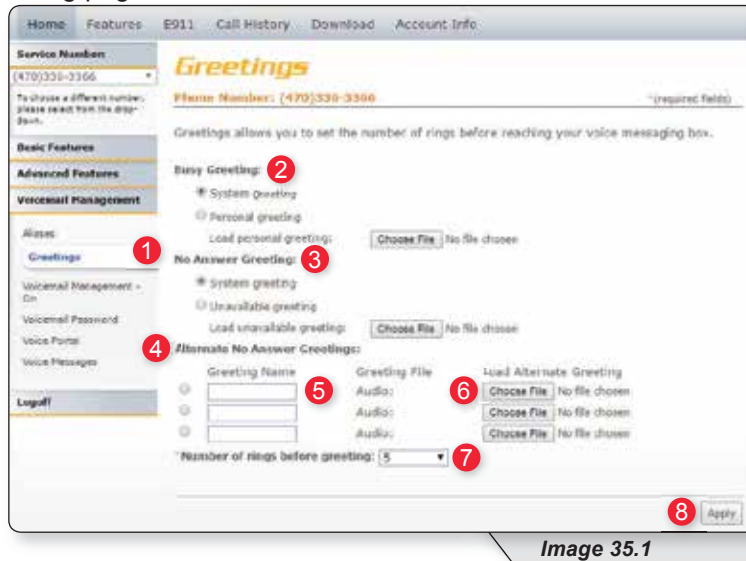 Home Features E911 Call History Download Account Info
Service Number
(470)330-3366
To choose a different number, please select from the drop-down.
Basic Features
Advanced Features
Voicemail Management
Aliases
Greetings
1
Voicemail Management - On
Voicemail Password
Voice Portal
Voice Messages
Logoff
Greetings
Phone Number: (470)330-3366
*(required fields)
Greetings allows you to set the number of rings before reaching your voice messaging box.
Busy Greeting: 2
System greeting
Personal greeting
Load personal greeting: Choose File No file chosen
No Answer Greeting: 3
System greeting
Unavailable greeting
Load unavailable greeting: Choose File No file chosen
4 Alternate No Answer Greetings:
Greeting Name Greeting File Load Alternate Greeting
5 Audio: 6 Choose File No file chosen
Audio: Choose File No file chosen
Audio: Choose File No file chosen
*Number of rings before greeting: 5 7
8 Apply
Image 35.1